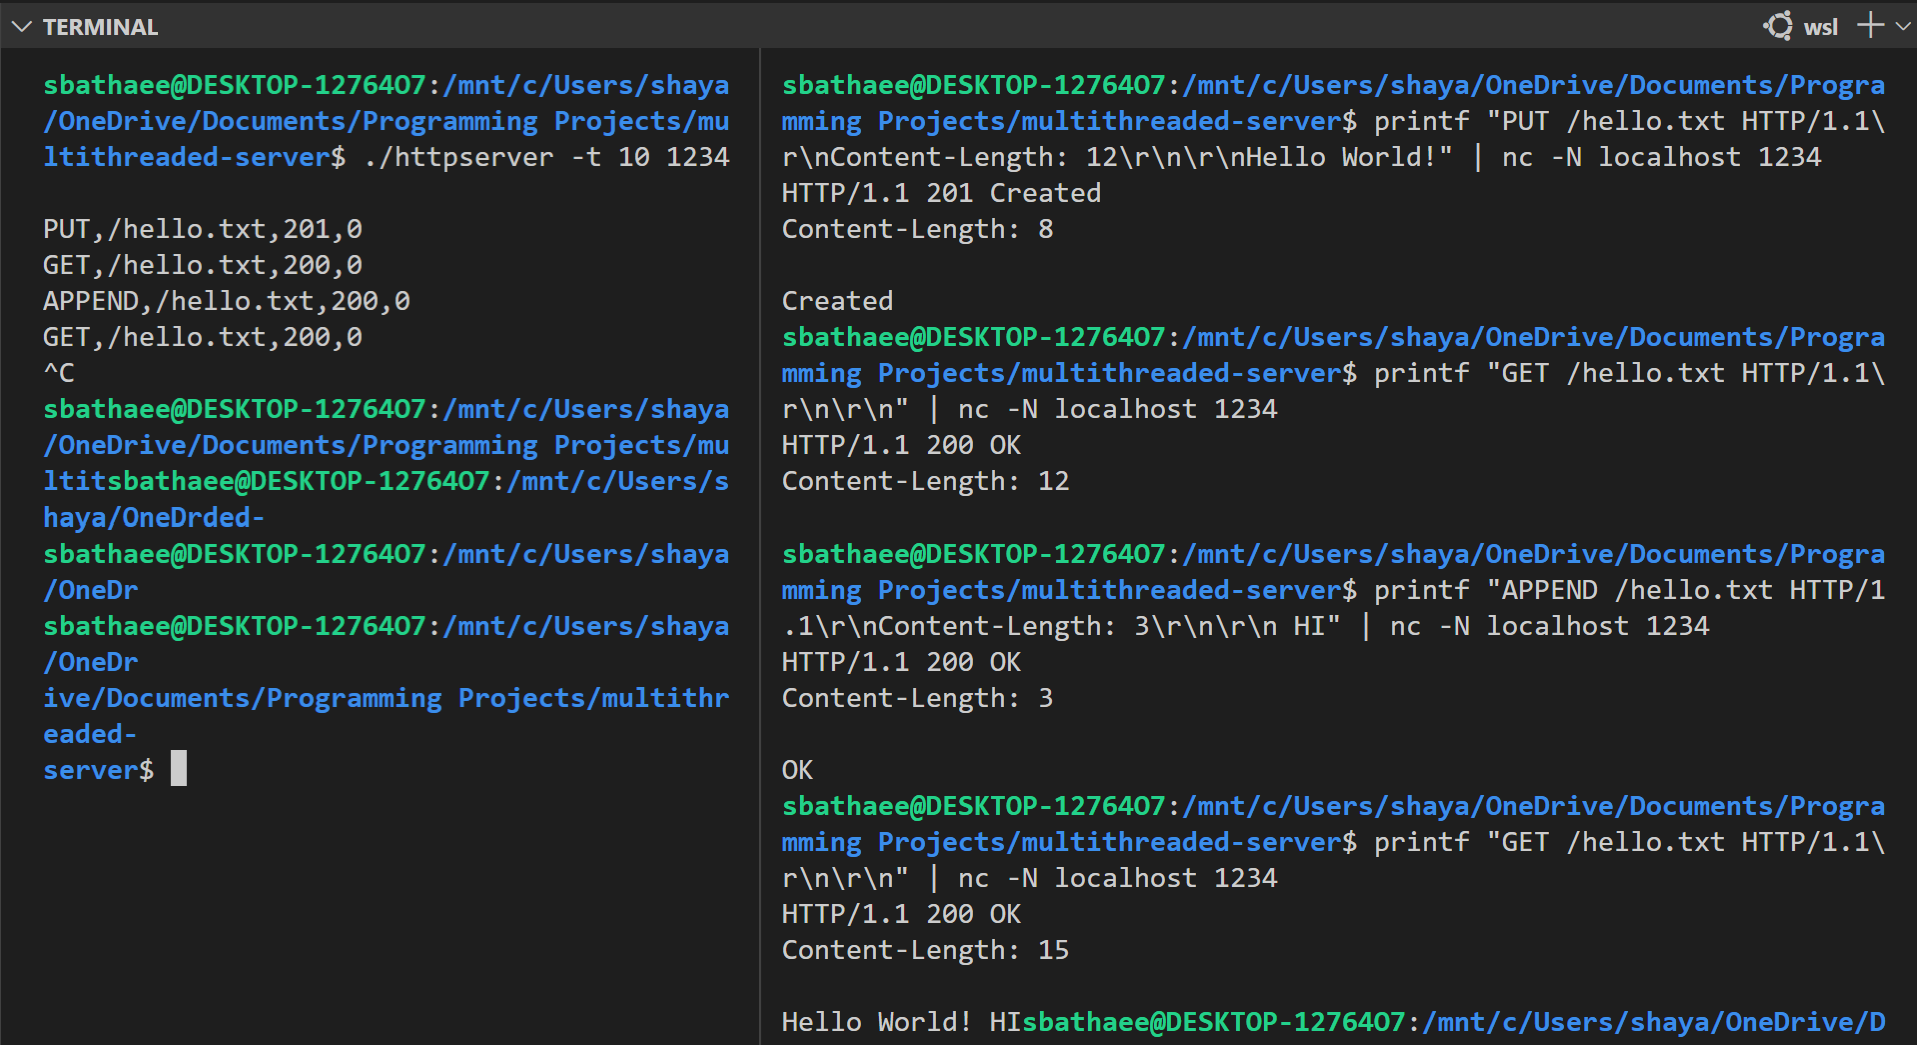 TERMINAL
wsl
sbathaee@DESKTOP-1276407:/mnt/c/Users/shaya
/OneDrive/Documents/Programming Projects/mu
ltithreaded-server$ ./httpserver -t 10 1234
PUT,/hello.txt,201,0
GET,/hello.txt,200,0
APPEND,/hello.txt,200,0
GET,/hello.txt,200,0
^C
sbathaee@DESKTOP-1276407:/mnt/c/Users/shaya
/OneDrive/Documents/Programming Projects/mu
ltitsbathaee@DESKTOP-1276407:/mnt/c/Users/s
haya/OneDrded-
sbathaee@DESKTOP-1276407:/mnt/c/Users/shaya
/OneDr
sbathaee@DESKTOP-1276407:/mnt/c/Users/shaya
/OneDr
ive/Documents/Programming Projects/multithr
eaded-
server$
sbathaee@DESKTOP-1276407:/mnt/c/Users/shaya/OneDrive/Documents/Progra
mming Projects/multithreaded-server$ printf "PUT /hello.txt HTTP/1.1\
r\nContent-Length: 12\r\n\r\nHello World!" | nc -N localhost 1234
HTTP/1.1 201 Created
Content-Length: 8
Created
sbathaee@DESKTOP-1276407:/mnt/c/Users/shaya/OneDrive/Documents/Progra
mming Projects/multithreaded-server$ printf "GET /hello.txt HTTP/1.1\
r\n\r\n" | nc -N localhost 1234
HTTP/1.1 200 OK
Content-Length: 12
sbathaee@DESKTOP-1276407:/mnt/c/Users/shaya/OneDrive/Documents/Progra
mming Projects/multithreaded-server$ printf "APPEND /hello.txt HTTP/1
.1\r\nContent-Length: 3\r\n\r\n HI" | nc -N localhost 1234
HTTP/1.1 200 OK
Content-Length: 3
OK
sbathaee@DESKTOP-1276407:/mnt/c/Users/shaya/OneDrive/Documents/Progra
mming Projects/multithreaded-server$ printf "GET /hello.txt HTTP/1.1\
r\n\r\n" | nc -N localhost 1234
HTTP/1.1 200 OK
Content-Length: 15
Hello World! HIsbathaee@DESKTOP-1276407:/mnt/c/Users/shaya/OneDrive/D